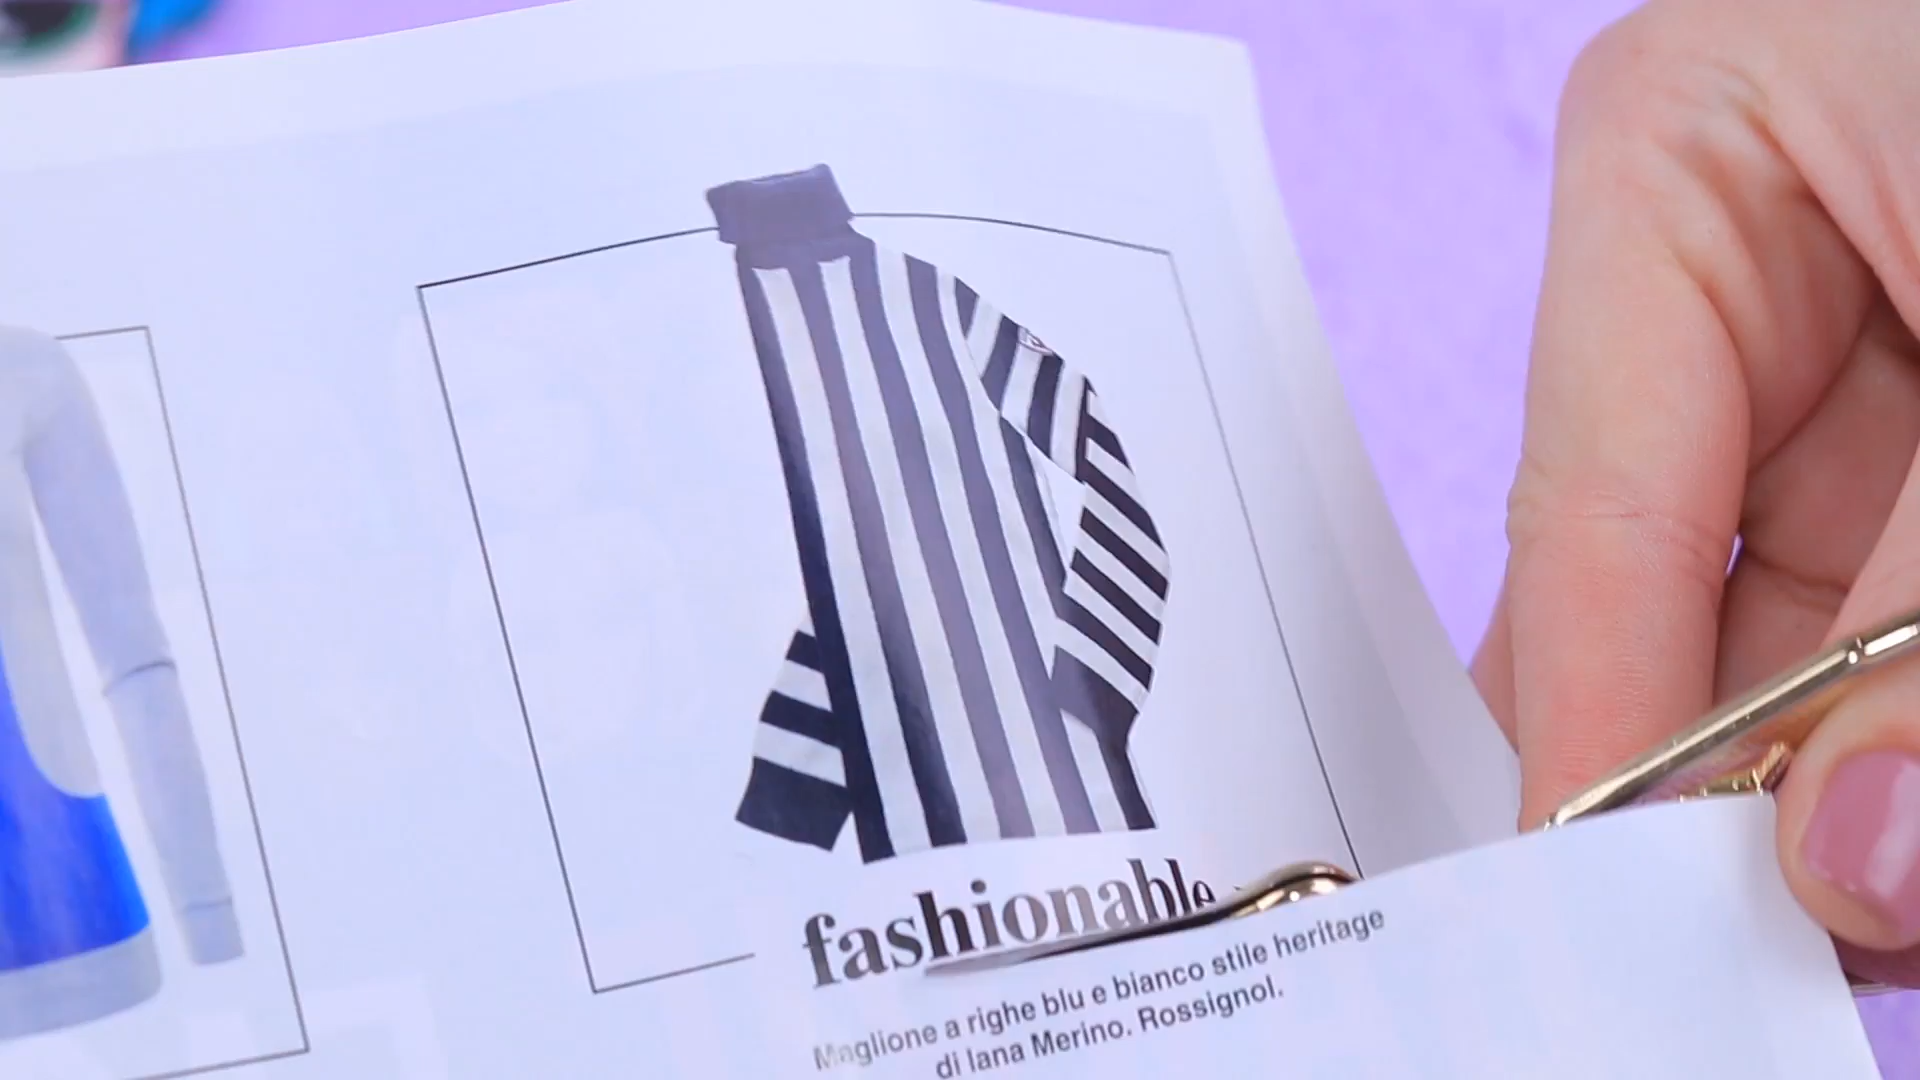 fashionable
Maglione a righe blu e bianco stile heritage
di lana Merino. Rossignol.